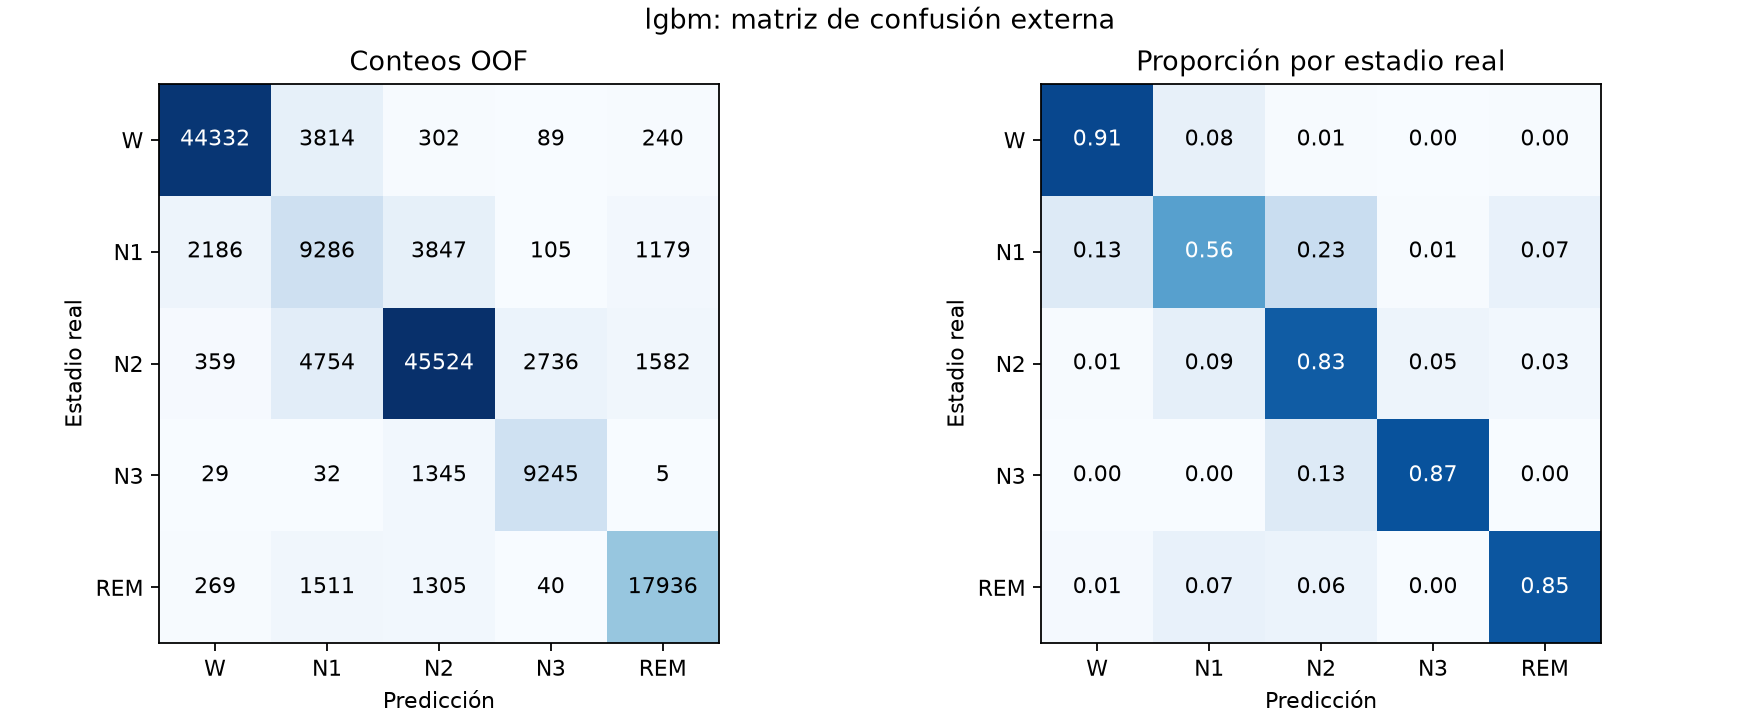 lgbm: matriz de confusión externa
Conteos OOF
W 44332 3814 302 89 240
N1 2186 9286 3847 105 1179
N2 359 4754 45524 2736 1582
N3 29 32 1345 9245 5
REM 269 1511 1305 40 17936
W N1 N2 N3 REM
Predicción
Estadio real
Proporción por estadio real
W 0.91 0.08 0.01 0.00 0.00
N1 0.13 0.56 0.23 0.01 0.07
N2 0.01 0.09 0.83 0.05 0.03
N3 0.00 0.00 0.13 0.87 0.00
REM 0.01 0.07 0.06 0.00 0.85
W N1 N2 N3 REM
Predicción
Estadio real